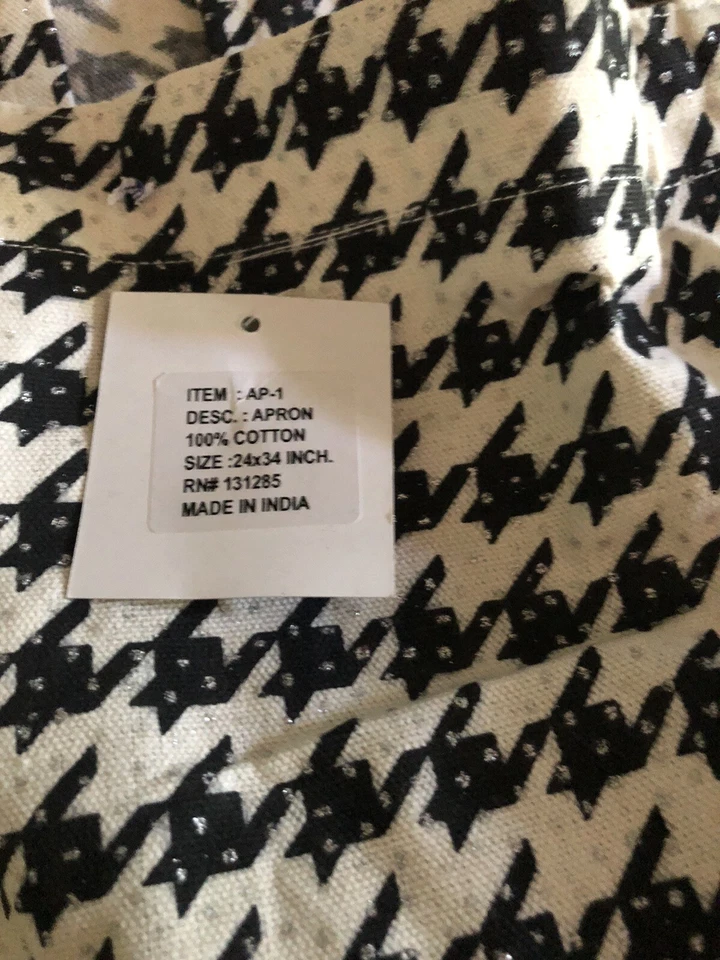 ITEM : AP-1
DESC. : APRON
100% COTTON
SIZE :24x34 INCH.
RN# 131285
MADE IN INDIA